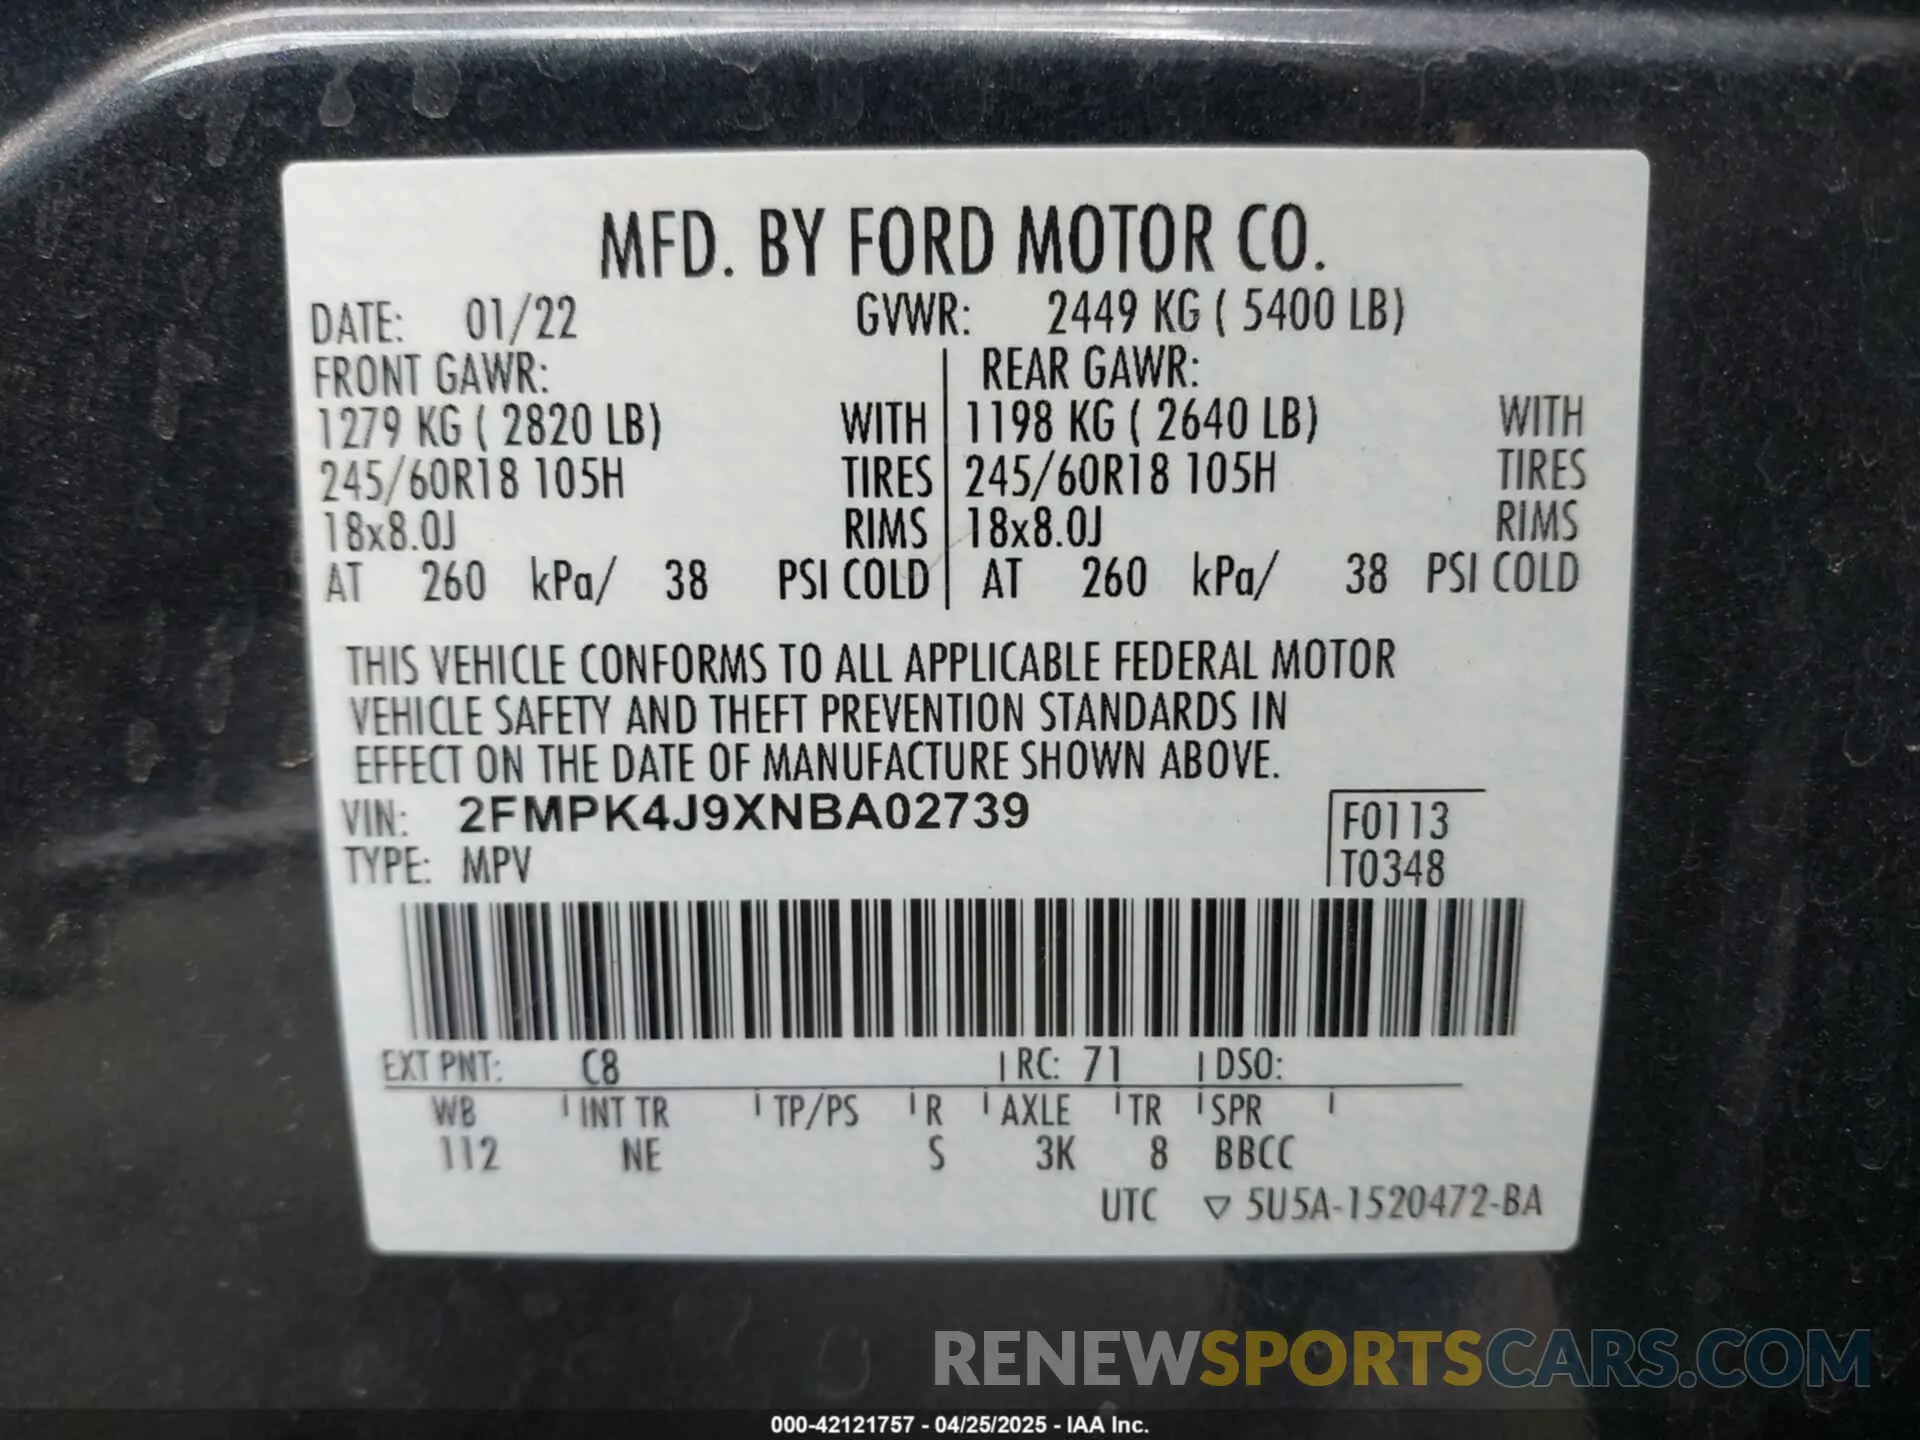 MFD. BY FORD MOTOR CO.
DATE: 01/22 GVWR: 2449 KG ( 5400 LB)
FRONT GAWR: REAR GAWR:
1279 KG ( 2820 LB) WITH 1198 KG ( 2640 LB) WITH
245/60R18 105H TIRES 245/60R18 105H TIRES
18x8.0J RIMS 18x8.0J RIMS
AT 260 kPa/ 38 PSI COLD AT 260 kPa/ 38 PSI COLD
THIS VEHICLE CONFORMS TO ALL APPLICABLE FEDERAL MOTOR
VEHICLE SAFETY AND THEFT PREVENTION STANDARDS IN
EFFECT ON THE DATE OF MANUFACTURE SHOWN ABOVE.
VIN: 2FMPK4J9XNBA02739 F0113
TYPE: MPV T0348
EXT PNT: C8 RC: 71 DSO:
WB INT TR TP/PS R AXLE TR SPR
112 NE S 3K 8 BBCC
UTC ▽ 5U5A-1520472-BA
RENEWSPORTSCARS.COM
000-42121757 - 04/25/2025 - IAA Inc.